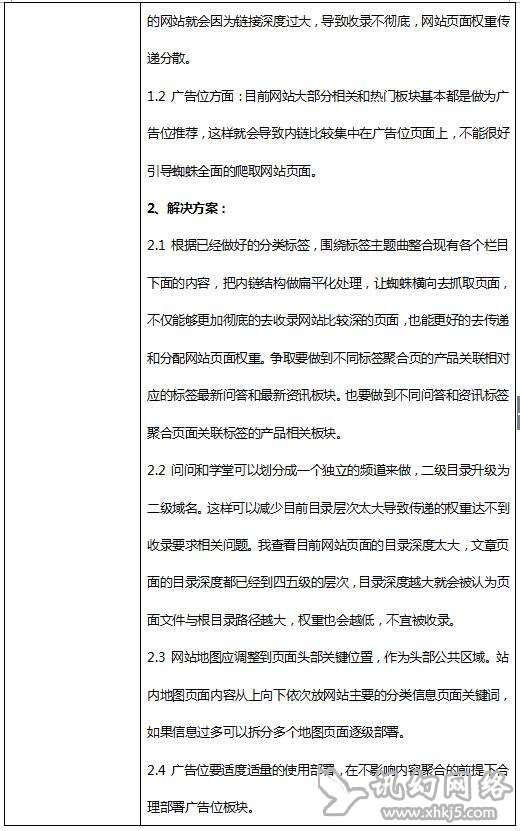 的网站就会因为链接深度过大，导致收录不彻底，网站页面权重传
递分散。
1.2 广告位方面：目前网站大部分相关和热门板块基本都是做为广
告位推荐，这样就会导致内链比较集中在广告位页面上，不能很好
引导蜘蛛全面的爬取网站页面。
2、解决方案：
2.1 根据已经做好的分类标签，围绕标签主题曲整合现有各个栏目
下面的内容，把内链结构做扁平化处理，让蜘蛛横向去抓取页面，
不仅能够更加彻底的去收录网站比较深的页面，也能更好的去传递
和分配网站页面权重。争取要做到不同标签聚合页的产品关联相对
应的标签最新问答和最新资讯板块。也要做到不同问答和资讯标签
聚合页面关联标签的产品相关板块。
2.2 问问和学堂可以划分成一个独立的频道来做，二级目录升级为
二级域名。这样可以减少目前目录层次太大导致传递的权重达不到
收录要求相关问题。我查看目前网站页面的目录深度太大，文章页
面的目录深度都已经到四五级的层次，目录深度越大就会被认为页
面文件与根目录路径越大，权重也会越低，不宜被收录。
2.3 网站地图应调整到页面头部关键位置，作为头部公共区域。站
内地图页面内容从上向下依次放网站主要的分类信息页面关键词，
如果信息过多可以拆分多个地图页面逐级部署。
2.4 广告位要适度适量的使用部署，在不影响内容聚合的前提下合
理部署广告位板块。
讯约网络
www.xhkj5.com